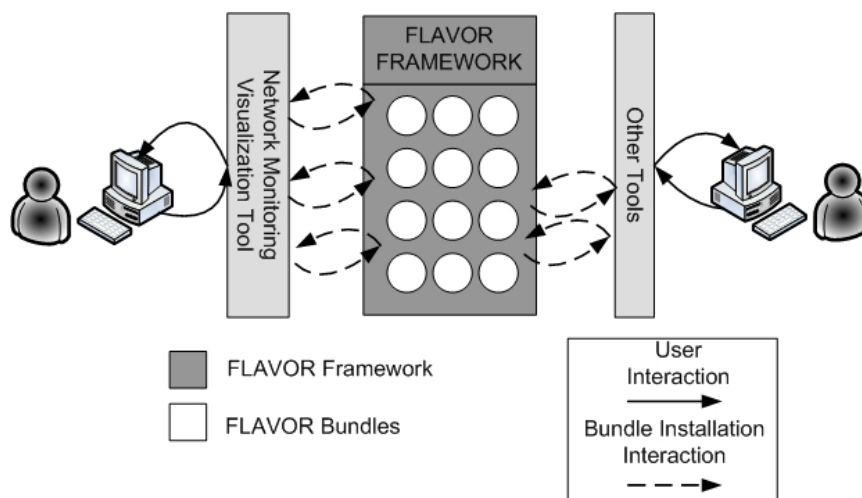 FLAVOR
FRAMEWORK
Network Monitoring
Visualization Tool
Other Tools
FLAVOR Framework
FLAVOR Bundles
User
Interaction
Bundle Installation
Interaction